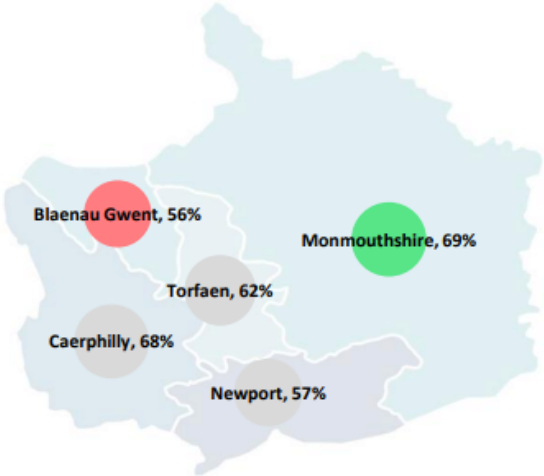 Blaenau Gwent, 56%
Monmouthshire, 69%
Torfaen, 62%
Caerphilly, 68%
Newport, 57%